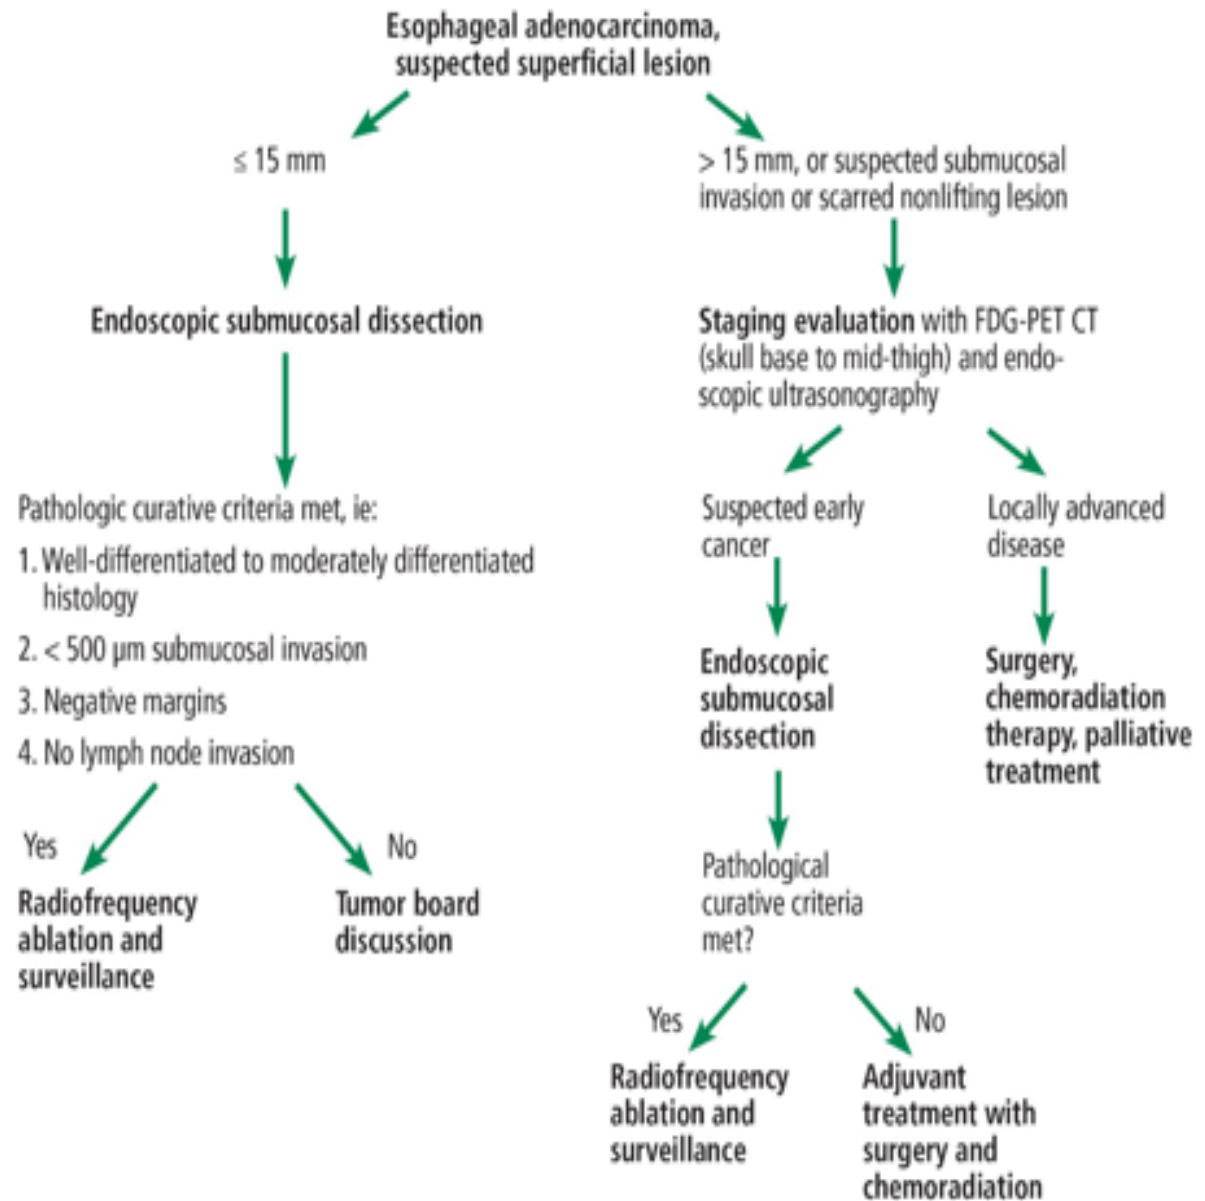 Esophageal adenocarcinoma,
suspected superficial lesion
≤ 15 mm
> 15 mm, or suspected submucosal
invasion or scarred nonlifting lesion
Endoscopic submucosal dissection
Staging evaluation with FDG-PET CT
(skull base to mid-thigh) and endo-
scopic ultrasonography
Pathologic curative criteria met, ie:
1. Well-differentiated to moderately differentiated
histology
2. < 500 µm submucosal invasion
3. Negative margins
4. No lymph node invasion
Yes
No
Radiofrequency
ablation and
surveillance
Tumor board
discussion
Suspected early
cancer
Locally advanced
disease
Endoscopic
submucosal
dissection
Surgery,
chemoradiation
therapy, palliative
treatment
Pathological
curative criteria
met?
Yes
No
Radiofrequency
ablation and
surveillance
Adjuvant
treatment with
surgery and
chemoradiation